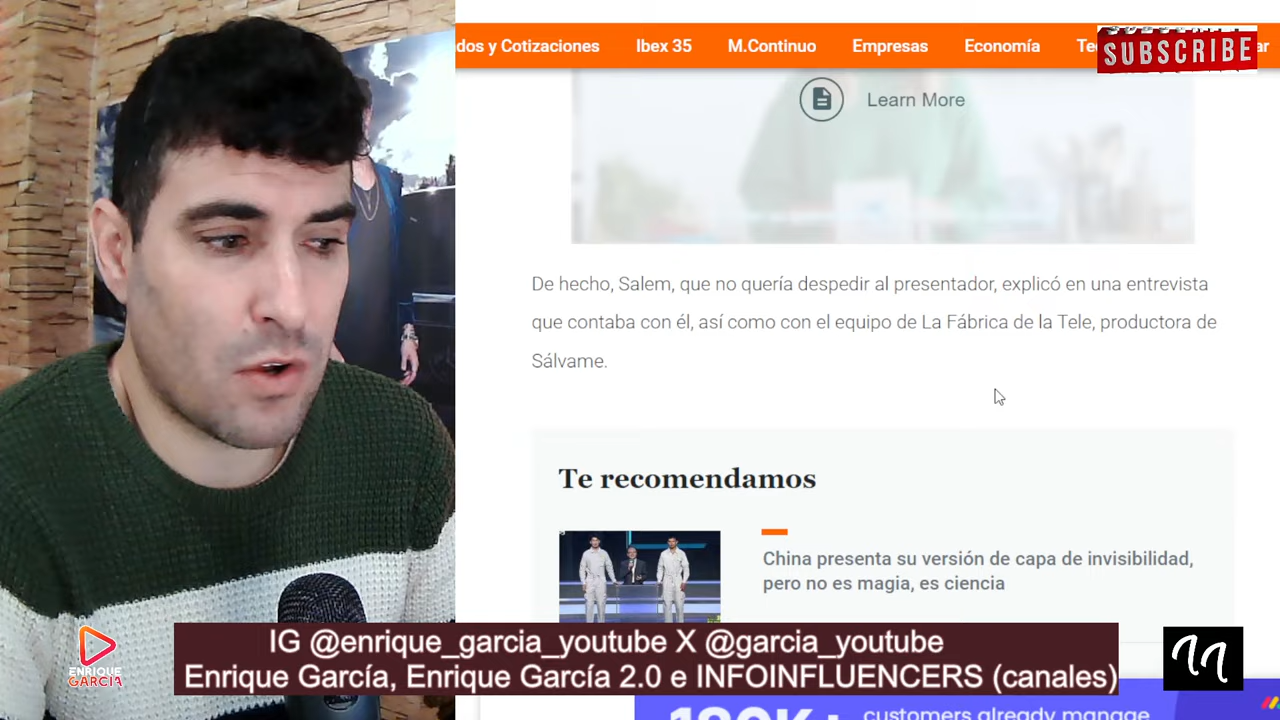 dos y Cotizaciones Ibex 35 M.Continuo Empresas Economía
SUBSCRIBE
Learn More
De hecho, Salem, que no quería despedir al presentador, explicó en una entrevista
que contaba con él, así como con el equipo de La Fábrica de la Tele, productora de
Sálvame.
Te recomendamos
China presenta su versión de capa de invisibilidad,
pero no es magia, es ciencia
IG @enrique_garcia_youtube X @garcia_youtube
Enrique García, Enrique García 2.0 e INFONFLUENCERS (canales)
ENRIQUE
GARCÍA
customers already manage